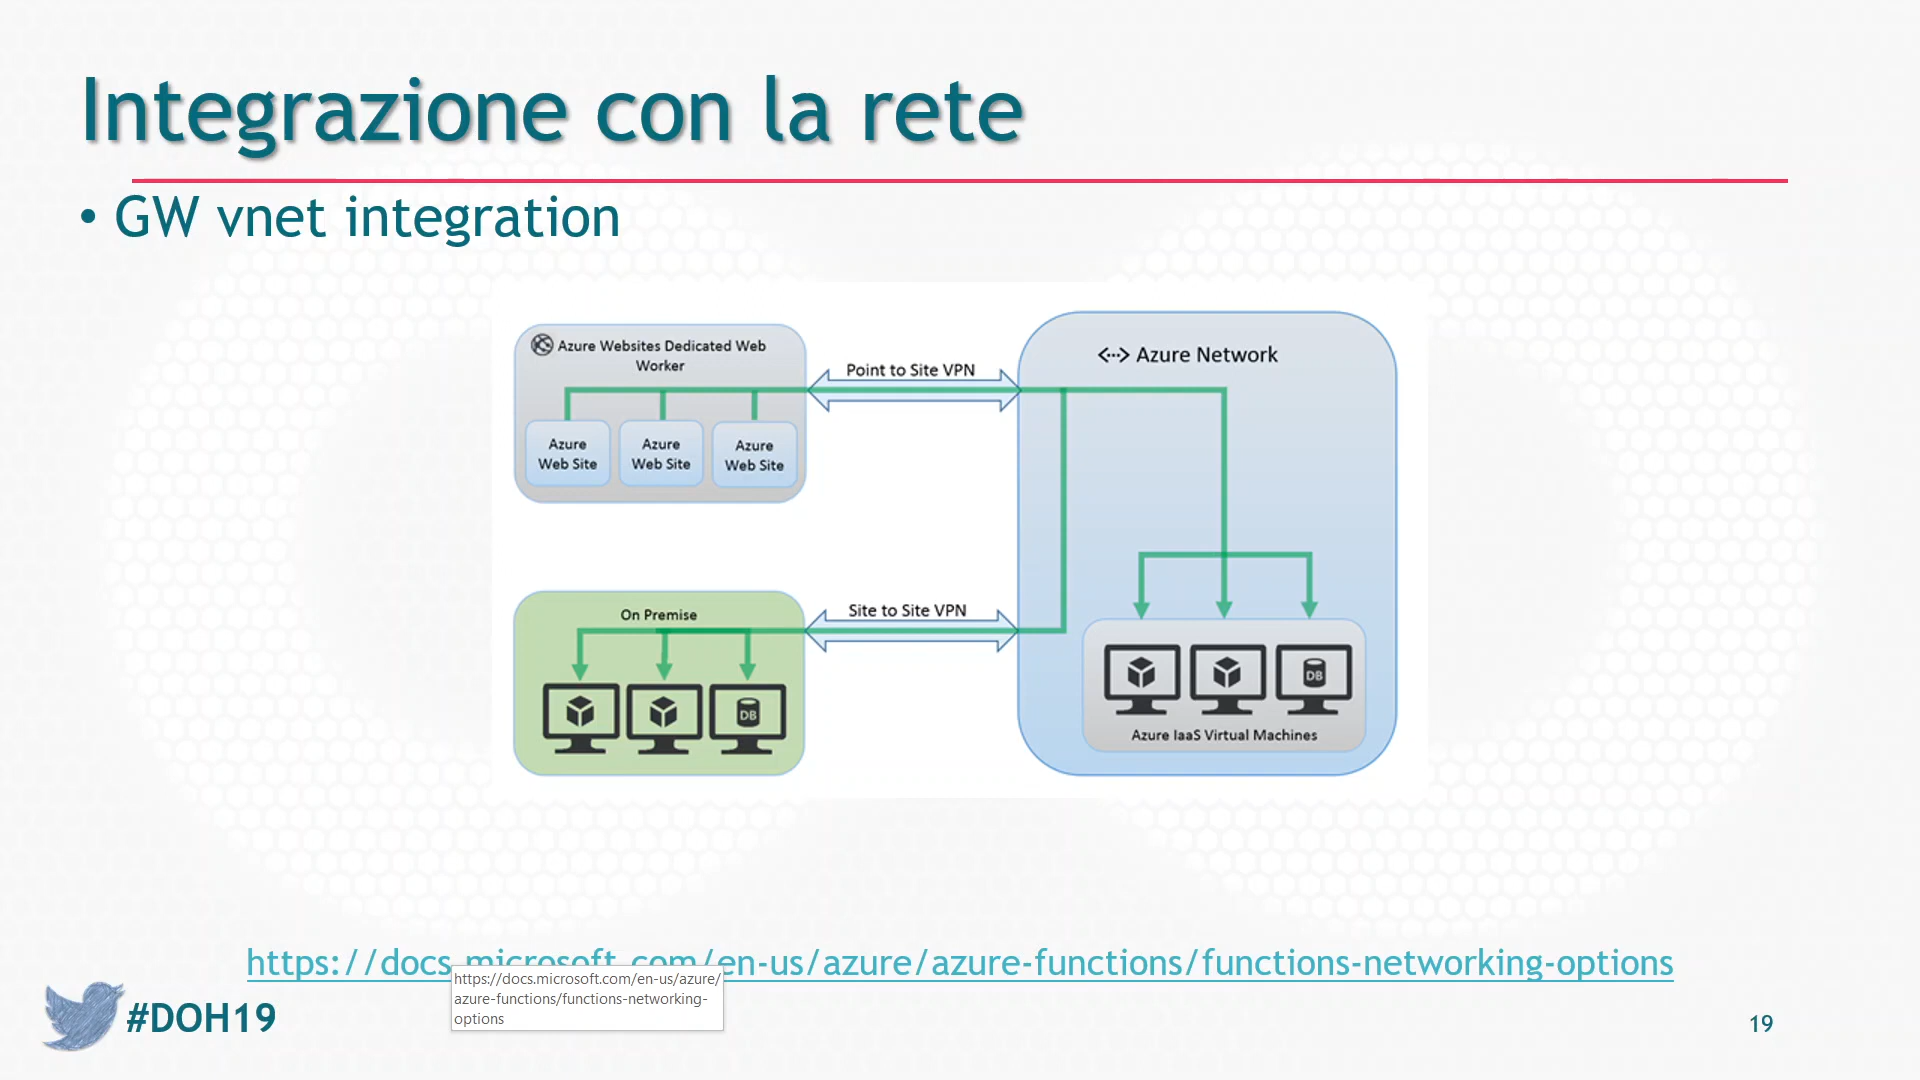 Integrazione con la rete
• GW vnet integration
Azure Websites Dedicated Web
Worker
Azure
Web Site
Azure
Web Site
Azure
Web Site
Point to Site VPN
Azure Network
On Premise
DB
Site to Site VPN
DB
Azure IaaS Virtual Machines
https://docs.microsoft.com/en-us/azure/azure-functions/functions-networking-options
https://docs.microsoft.com/en-us/azure/
azure-functions/functions-networking-
options
#DOH19
19